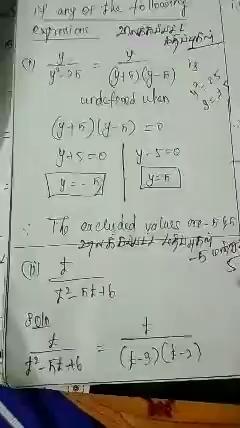 if any of the following
expressions
(i) y / y² - 25 = y / (y+5)(y-5) is
undefined when
(y+5)(y-5) = 0
y+5=0 | y-5=0
y = -5 | y=5
∴ The excluded values are -5 & 5
(ii) t / t² - 5t + 6
Soln
t / t² - 5t + 6 = t / (t-3)(t-2)